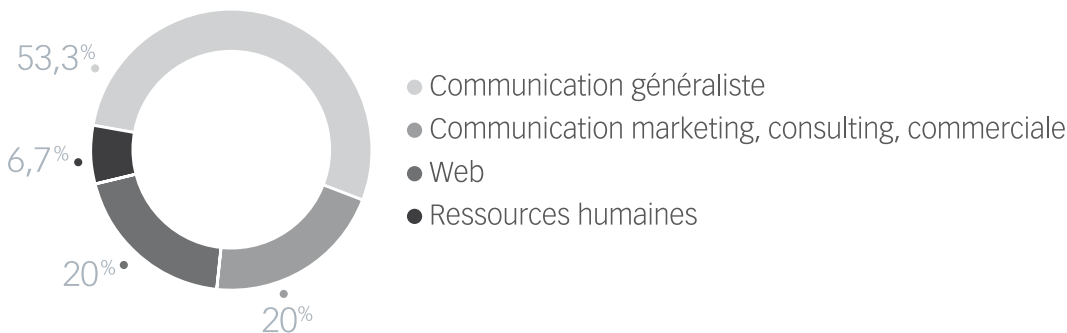 53,3%
6,7%
20%
20%
Communication généraliste
Communication marketing, consulting, commerciale
Web
Ressources humaines